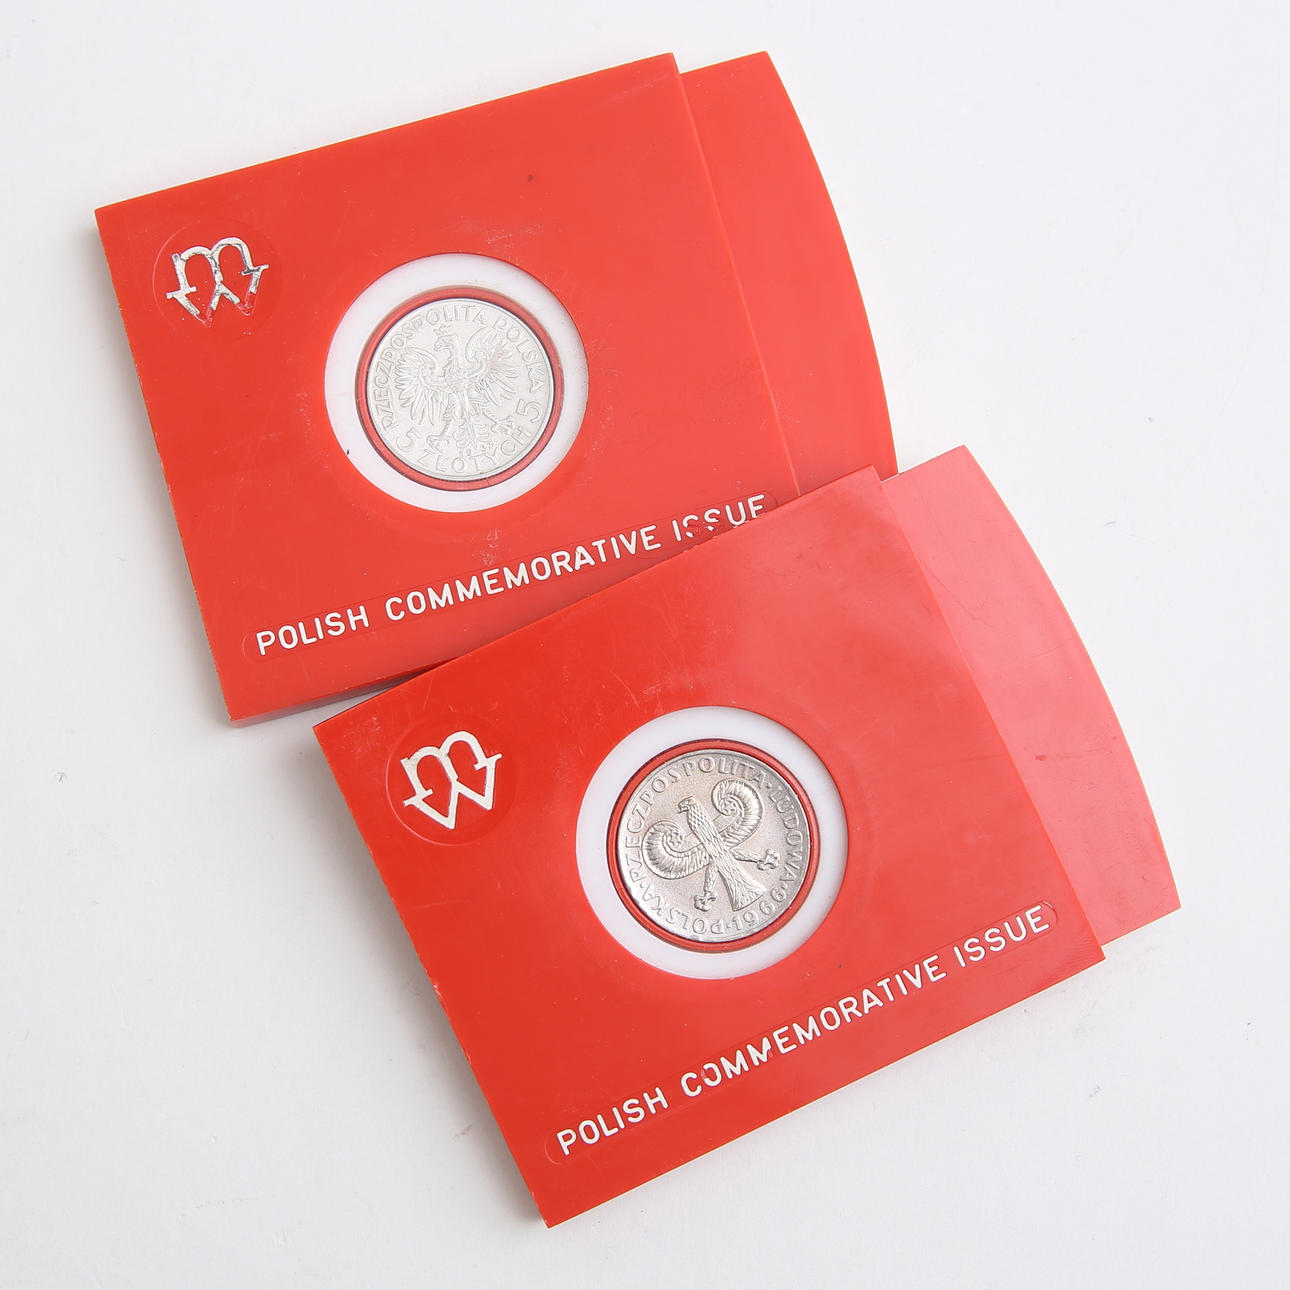 RZECZPOSPOLITA POLSKA
5 ZŁOTYCH 5
POLISH COMMEMORATIVE ISSUE
POLSKA·RZECZPOSPOLITA·LUDOWA·
1966
POLISH COMMEMORATIVE ISSUE